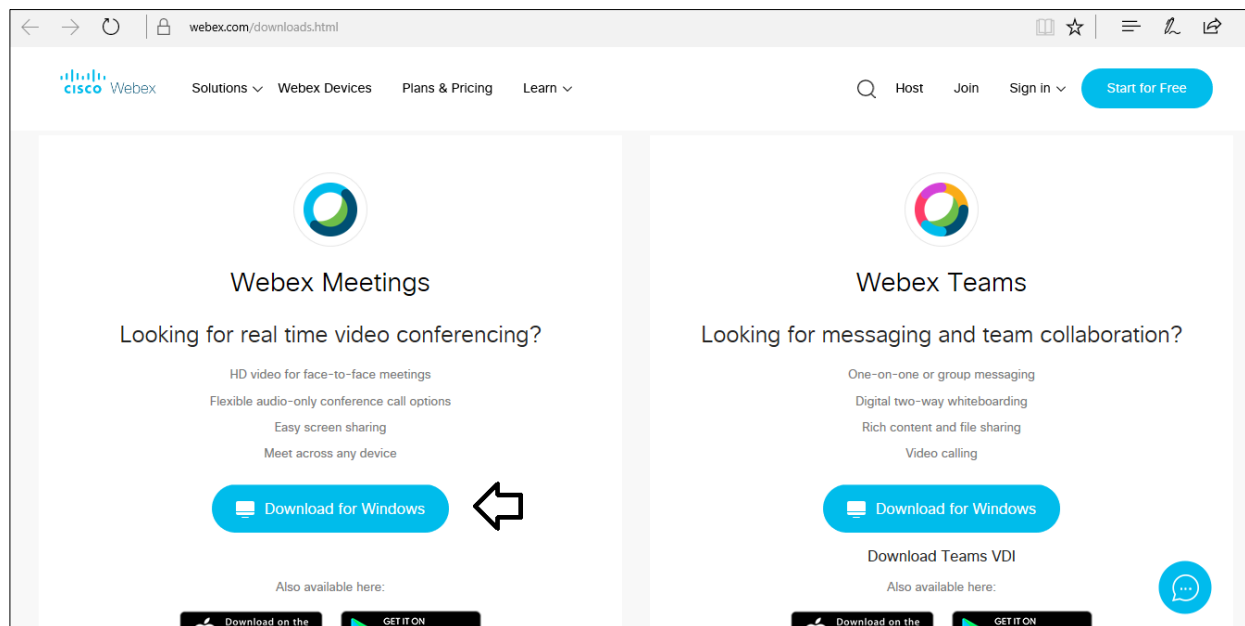 webex.com/downloads.html
cisco Webex Solutions Webex Devices Plans & Pricing Learn Host Join Sign in Start for Free
Webex Meetings
Looking for real time video conferencing?
HD video for face-to-face meetings
Flexible audio-only conference call options
Easy screen sharing
Meet across any device
Download for Windows
Also available here:
Download on the
GET IT ON
Webex Teams
Looking for messaging and team collaboration?
One-on-one or group messaging
Digital two-way whiteboarding
Rich content and file sharing
Video calling
Download for Windows
Download Teams VDI
Also available here:
Download on the
GET IT ON